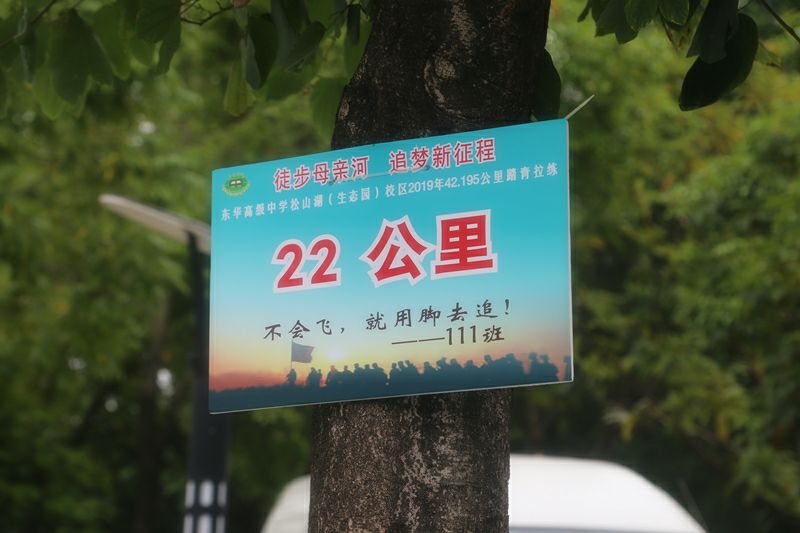 徒步母亲河 追梦新征程
东华高级中学松山湖（生态园）校区2019年42.195公里踏青拉练
22 公里
不会飞，就用脚去追！
——111班